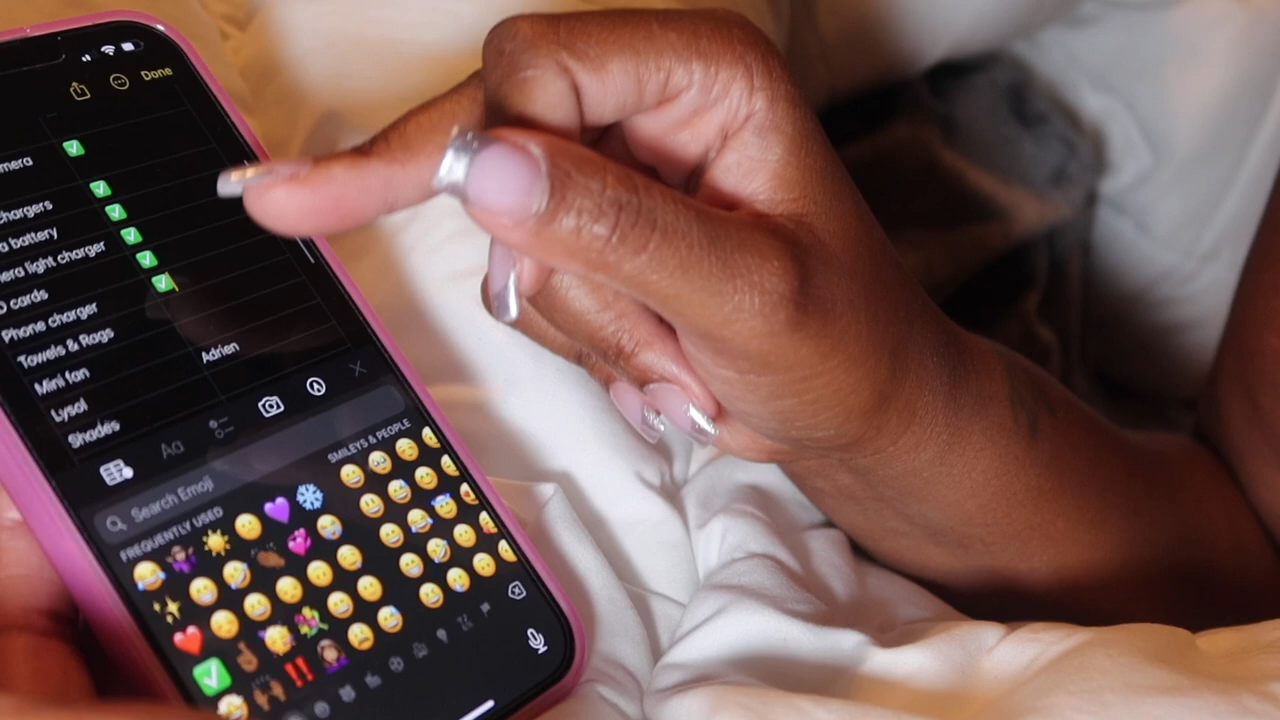 Done
mera
chargers
a battery
nera light charger
D cards
Phone charger
Towels & Rags
Mini fan
Adrien
Lysol
Shades
Aa
Search Emoji
FREQUENTLY USED
SMILEYS & PEOPLE